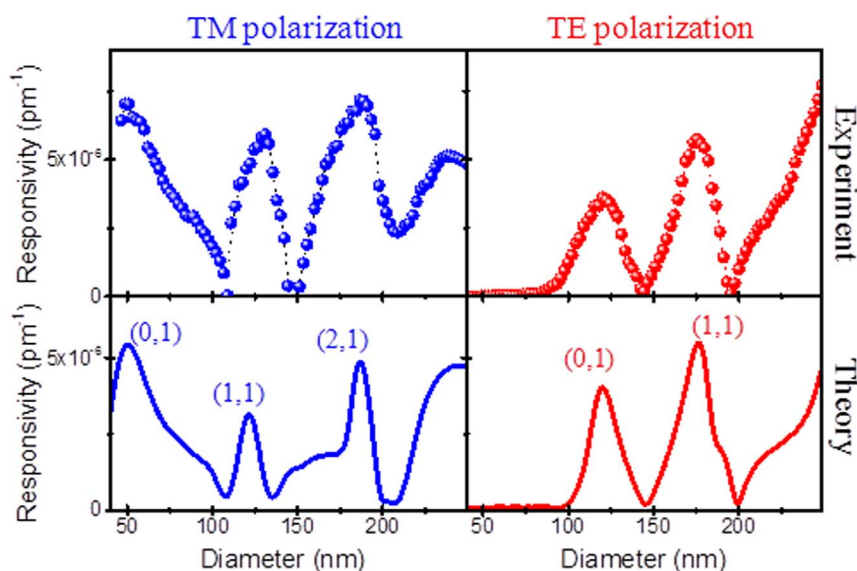 TM polarization
TE polarization
Responsivity (pm⁻¹)
5x10⁻⁶
0
Experiment
Responsivity (pm⁻¹)
5x10⁻⁶
0
(0,1)
(1,1)
(2,1)
(0,1)
(1,1)
Theory
50 100 150 200
50 100 150 200
Diameter (nm)
Diameter (nm)